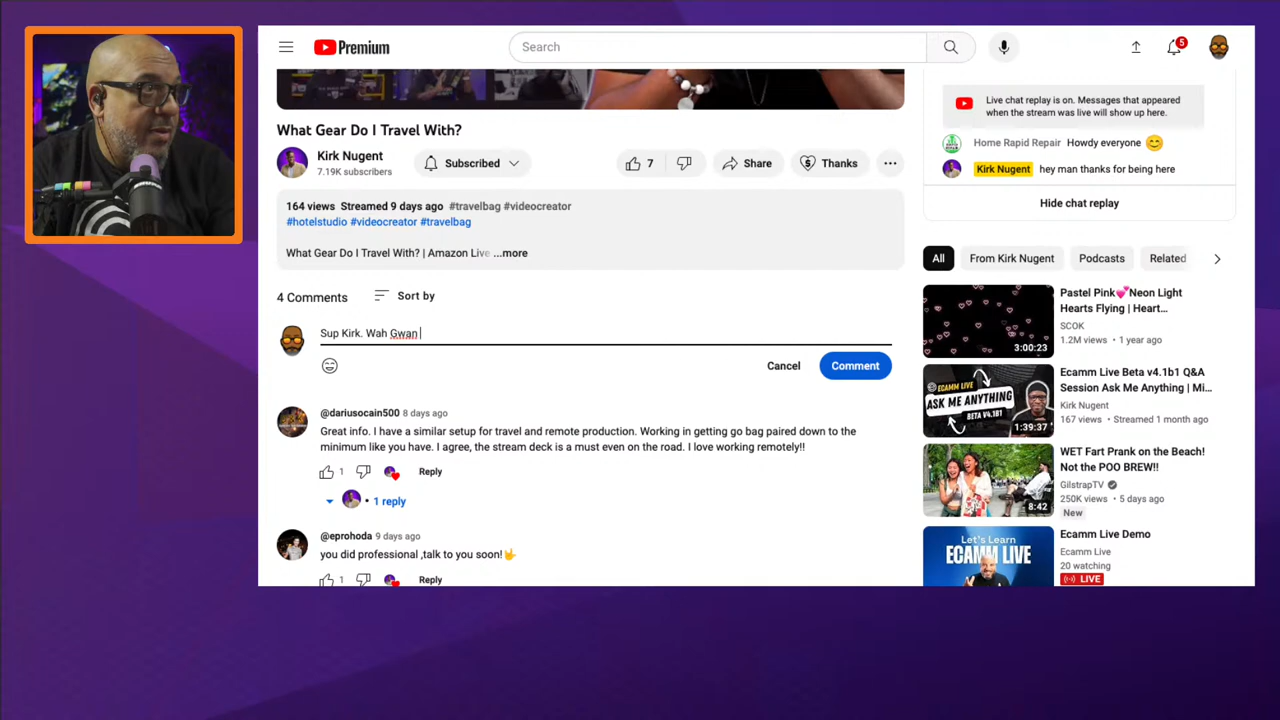 Premium
Search
5
What Gear Do I Travel With?
Kirk Nugent
7.19K subscribers
Subscribed
7
Share
Thanks
164 views Streamed 9 days ago #travelbag #videocreator
#hotelstudio #videocreator #travelbag
What Gear Do I Travel With? | Amazon Live ...more
4 Comments
Sort by
Sup Kirk. Wah Gwan
Cancel
Comment
@dariusocain500 8 days ago
Great info. I have a similar setup for travel and remote production. Working in getting go bag paired down to the
minimum like you have. I agree, the stream deck is a must even on the road. I love working remotely!!
1
Reply
• 1 reply
@eprohoda 9 days ago
you did professional ,talk to you soon!🤟
1
Reply
Live chat replay is on. Messages that appeared
when the stream was live will show up here.
Home Rapid Repair Howdy everyone 😊
Kirk Nugent hey man thanks for being here
Hide chat replay
All
From Kirk Nugent
Podcasts
Related
3:00:23
Pastel Pink💕Neon Light
Hearts Flying | Heart...
SCOK
1.2M views • 1 year ago
ECAMM LIVE
ASK ME
ANYTHING
BETA V4.1B1
1:39:37
Ecamm Live Beta v4.1b1 Q&A
Session Ask Me Anything | Mi...
Kirk Nugent
167 views • Streamed 1 month ago
8:42
WET Fart Prank on the Beach!
Not the POO BREW!!
GilstrapTV
250K views • 5 days ago
New
Let's Learn
ECAMM LIVE
Ecamm Live Demo
Ecamm Live
20 watching
LIVE